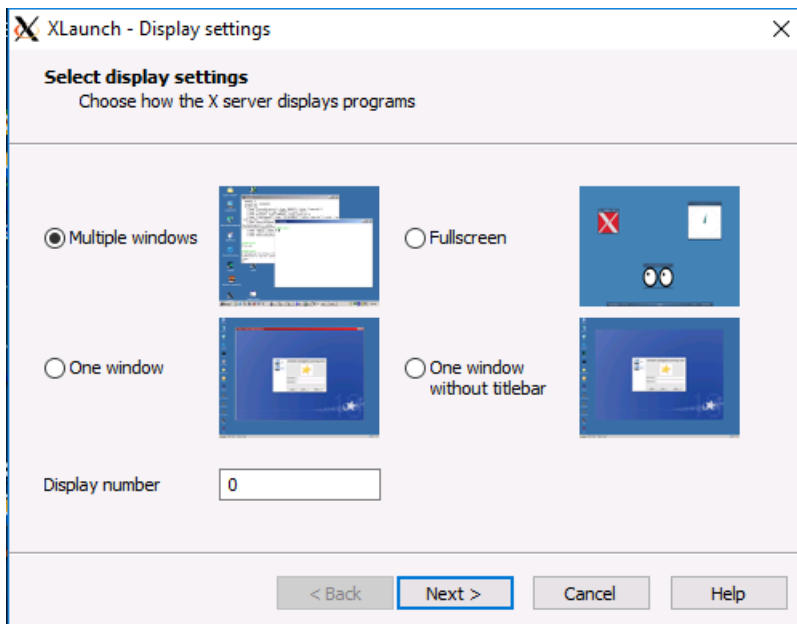 XLaunch - Display settings
Select display settings
Choose how the X server displays programs
Multiple windows
Fullscreen
One window
One window
without titlebar
Display number
0
< Back
Next >
Cancel
Help